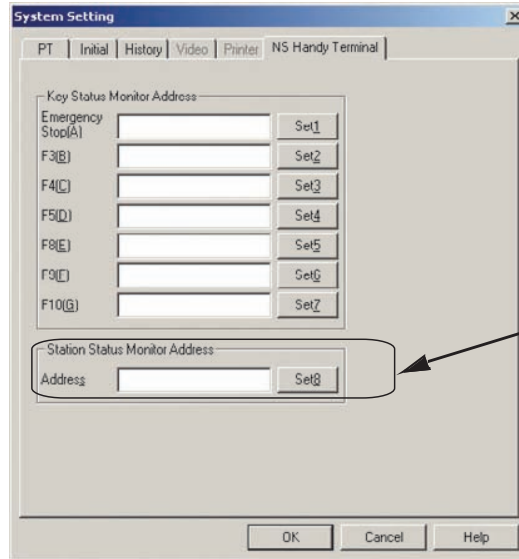 System Setting
PT Initial History Video Printer NS Handy Terminal
Key Status Monitor Address
Emergency
Stop(A) Set1
F3(B) Set2
F4(C) Set3
F5(D) Set4
F8(E) Set5
F9(F) Set6
F10(G) Set7
Station Status Monitor Address
Address Set8
OK Cancel Help